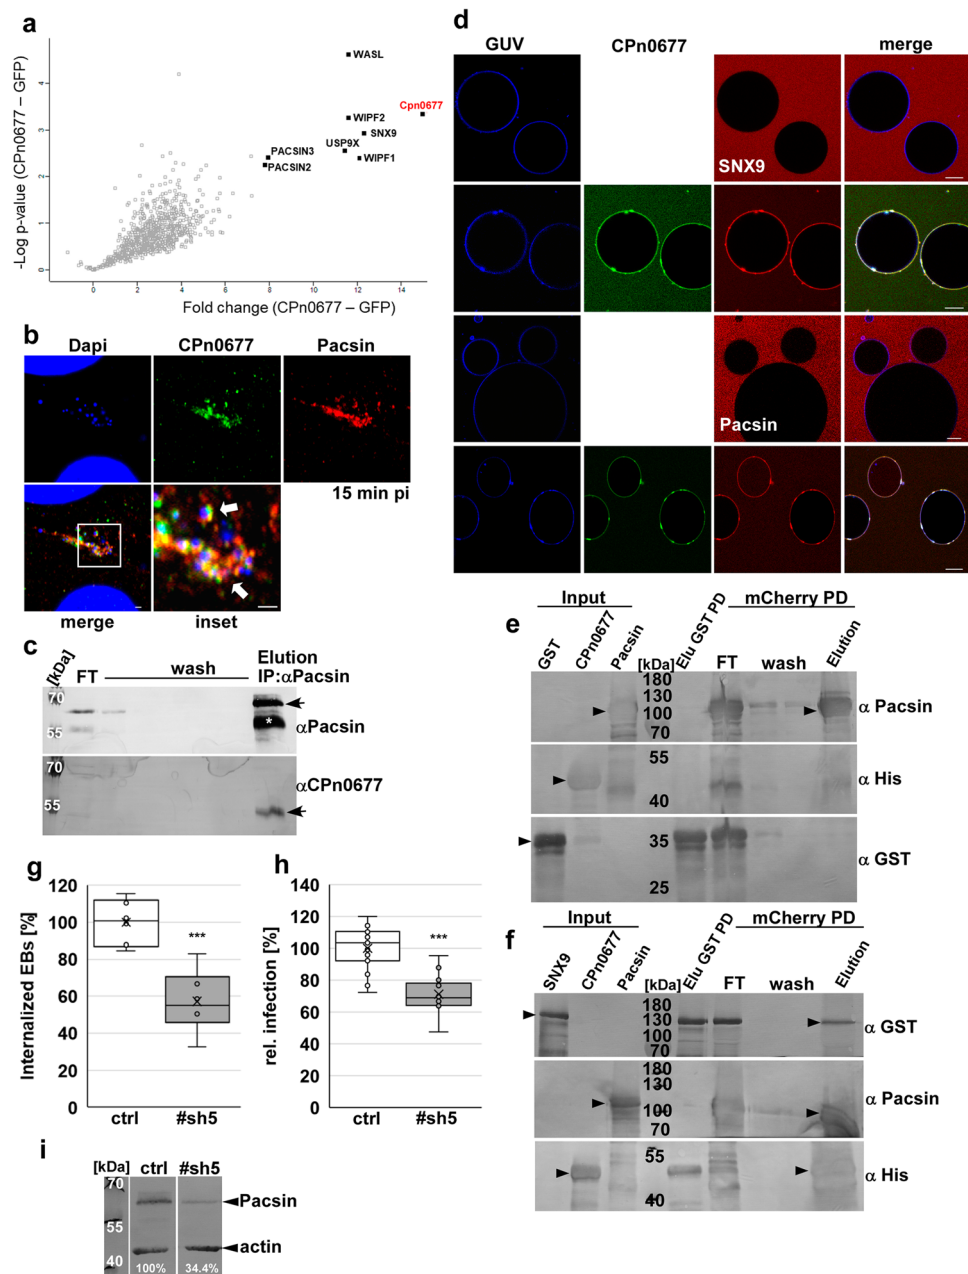 a
-Log p-value (CPn0677 – GFP)
5
4
3
2
1
0
WASL
Cpn0677
WIPF2
SNX9
USP9X
WIPF1
PACSIN3
PACSIN2
0 2 4 6 8 10 12 14
Fold change (CPn0677 – GFP)
b
Dapi CPn0677 Pacsin
15 min pi
merge inset
c
[kDa] FT wash Elution
IP:αPacsin
70
55
*
αPacsin
70
55
αCPn0677
d
GUV CPn0677 merge
SNX9
Pacsin
e
Input mCherry PD
GST CPn0677 Pacsin [kDa] Elu GST PD FT wash Elution
180
130
100
70
α Pacsin
55
40
α His
35
25
α GST
f
Input mCherry PD
SNX9 CPn0677 Pacsin [kDa] Elu GST PD FT wash Elution
180
130
100
70
α GST
180
130
100
70
α Pacsin
55
40
α His
g
Internalized EBs [%]
120
100
80
60
40
20
0
***
ctrl #sh5
h
rel. infection [%]
140
120
100
80
60
40
20
0
***
ctrl #sh5
i
[kDa] ctrl #sh5
70
55
40
Pacsin
actin
100% 34.4%